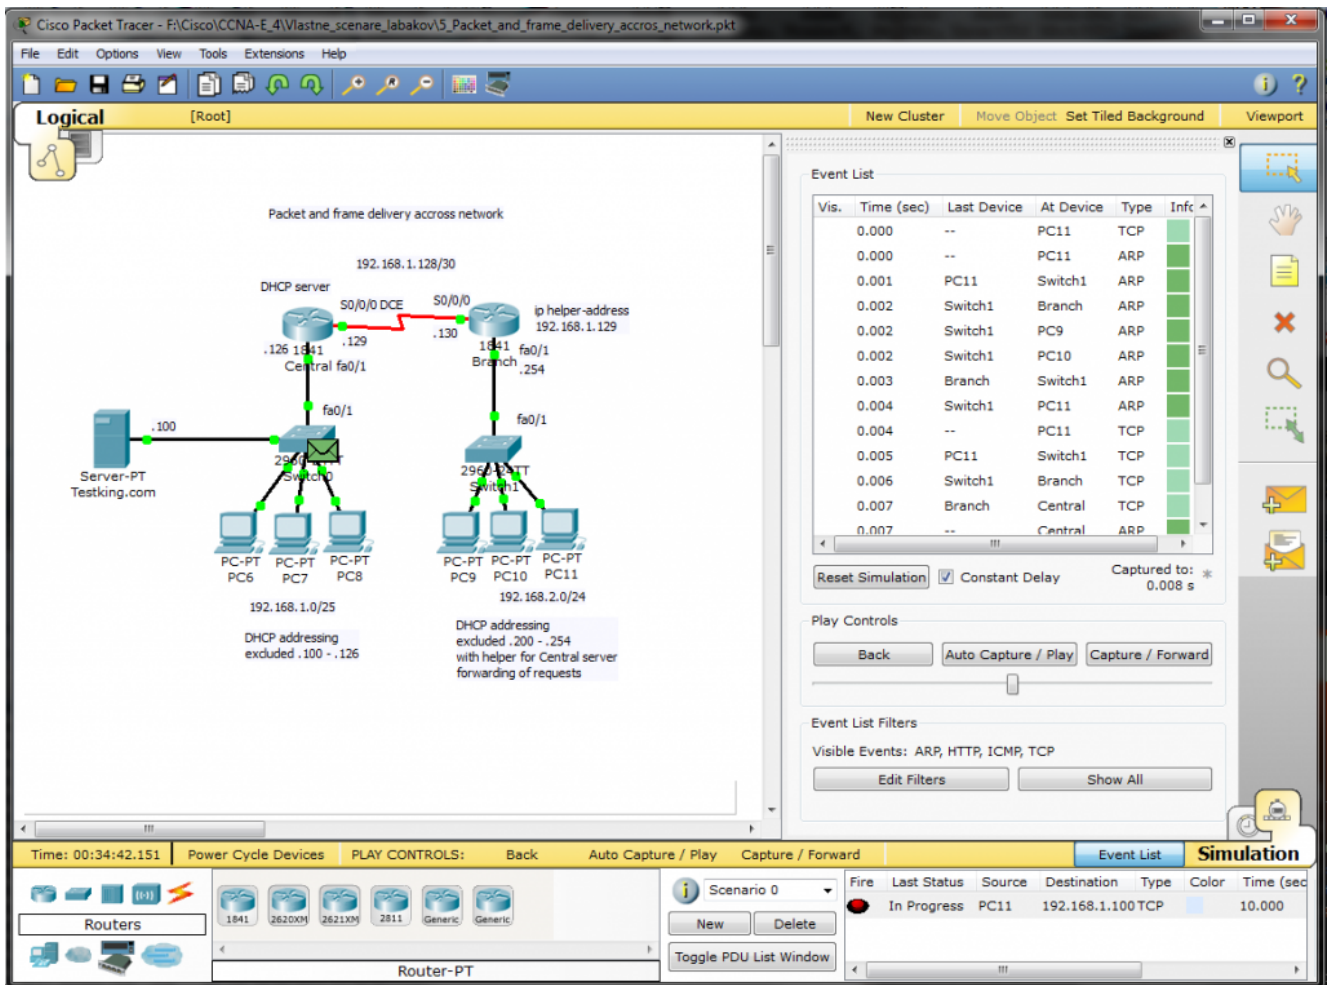 Cisco Packet Tracer - F:\Cisco\CCNA-E_4\Vlastne_scenare_labakov\5_Packet_and_frame_delivery_accros_network.pkt
File Edit Options View Tools Extensions Help
Logical [Root] New Cluster Move Object Set Tiled Background Viewport
Packet and frame delivery accross network
192.168.1.128/30
DHCP server
S0/0/0 DCE S0/0/0
ip helper-address
192.168.1.129
.129 .130
.126 1841
Central fa0/1
1841 fa0/1
Branch .254
fa0/1
fa0/1
.100
Server-PT
Testking.com
Switch0
2960-24TT
Switch1
PC-PT PC-PT PC-PT
PC6 PC7 PC8
PC-PT PC-PT PC-PT
PC9 PC10 PC11
192.168.1.0/25
192.168.2.0/24
DHCP addressing
excluded .100 - .126
DHCP addressing
excluded .200 - .254
with helper for Central server
forwarding of requests
Event List
Vis. Time (sec) Last Device At Device Type Info
0.000 -- PC11 TCP
0.000 -- PC11 ARP
0.001 PC11 Switch1 ARP
0.002 Switch1 Branch ARP
0.002 Switch1 PC9 ARP
0.002 Switch1 PC10 ARP
0.003 Branch Switch1 ARP
0.004 Switch1 PC11 ARP
0.004 -- PC11 TCP
0.005 PC11 Switch1 TCP
0.006 Switch1 Branch TCP
0.007 Branch Central TCP
0.007 -- Central ARP
Reset Simulation Constant Delay Captured to:
0.008 s *
Play Controls
Back Auto Capture / Play Capture / Forward
Event List Filters
Visible Events: ARP, HTTP, ICMP, TCP
Edit Filters Show All
Time: 00:34:42.151 Power Cycle Devices PLAY CONTROLS: Back Auto Capture / Play Capture / Forward Event List Simulation
Routers
1841 2620XM 2621XM 2811 Generic Generic
Router-PT
Scenario 0
New Delete
Toggle PDU List Window
Fire Last Status Source Destination Type Color Time (sec
In Progress PC11 192.168.1.100 TCP 10.000